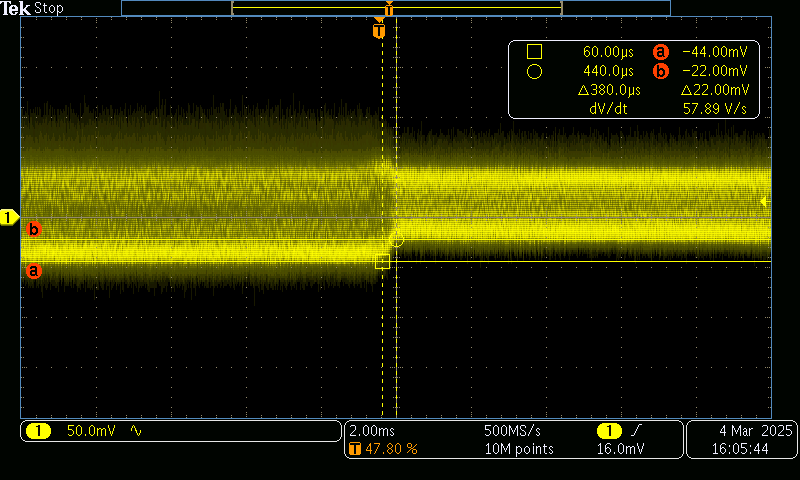 Tek Stop
T
T
60.00µs a −44.00mV
440.0µs b −22.00mV
Δ380.0µs Δ22.00mV
dV/dt 57.89 V/s
1
b
a
1 50.0mV
2.00ms 500MS/s 1 16.0mV
T 47.80 % 10M points
4 Mar 2025
16:05:44